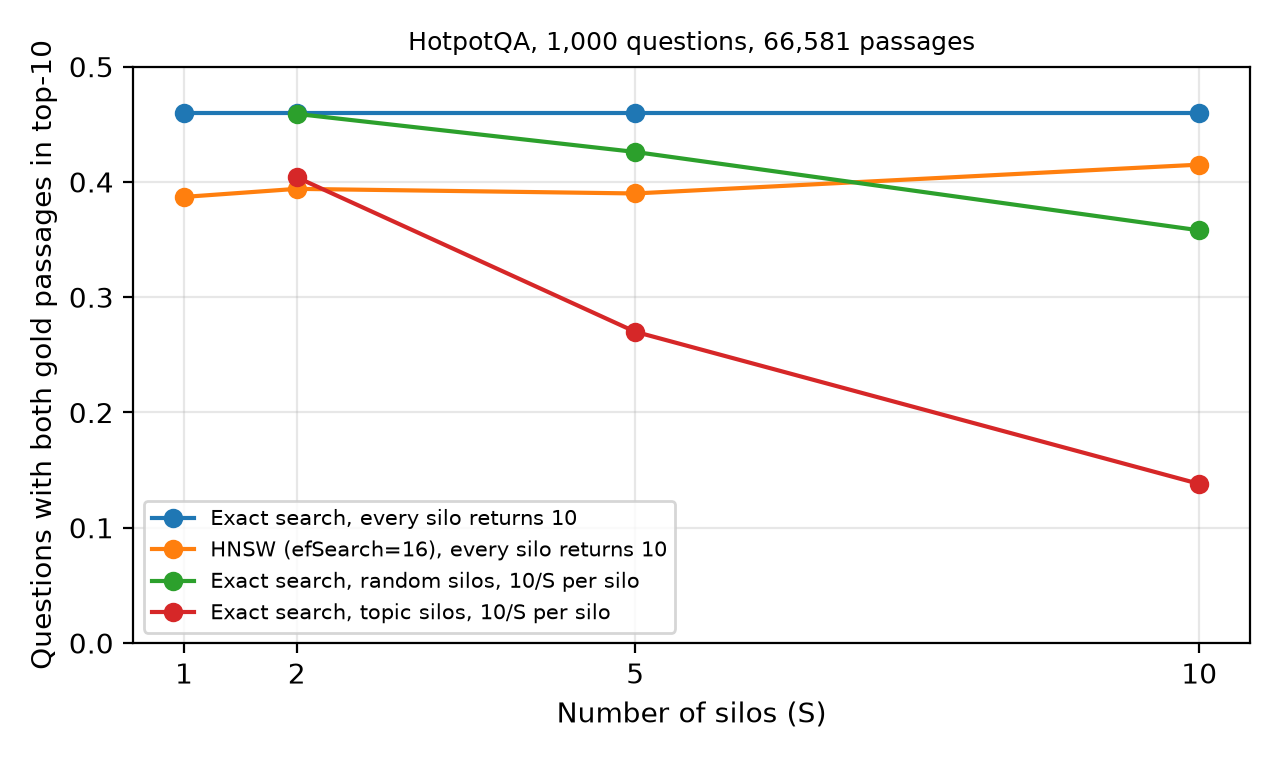 HotpotQA, 1,000 questions, 66,581 passages
Questions with both gold passages in top-10
0.5
0.4
0.3
0.2
0.1
0.0
Exact search, every silo returns 10
HNSW (efSearch=16), every silo returns 10
Exact search, random silos, 10/S per silo
Exact search, topic silos, 10/S per silo
1 2 5 10
Number of silos (S)